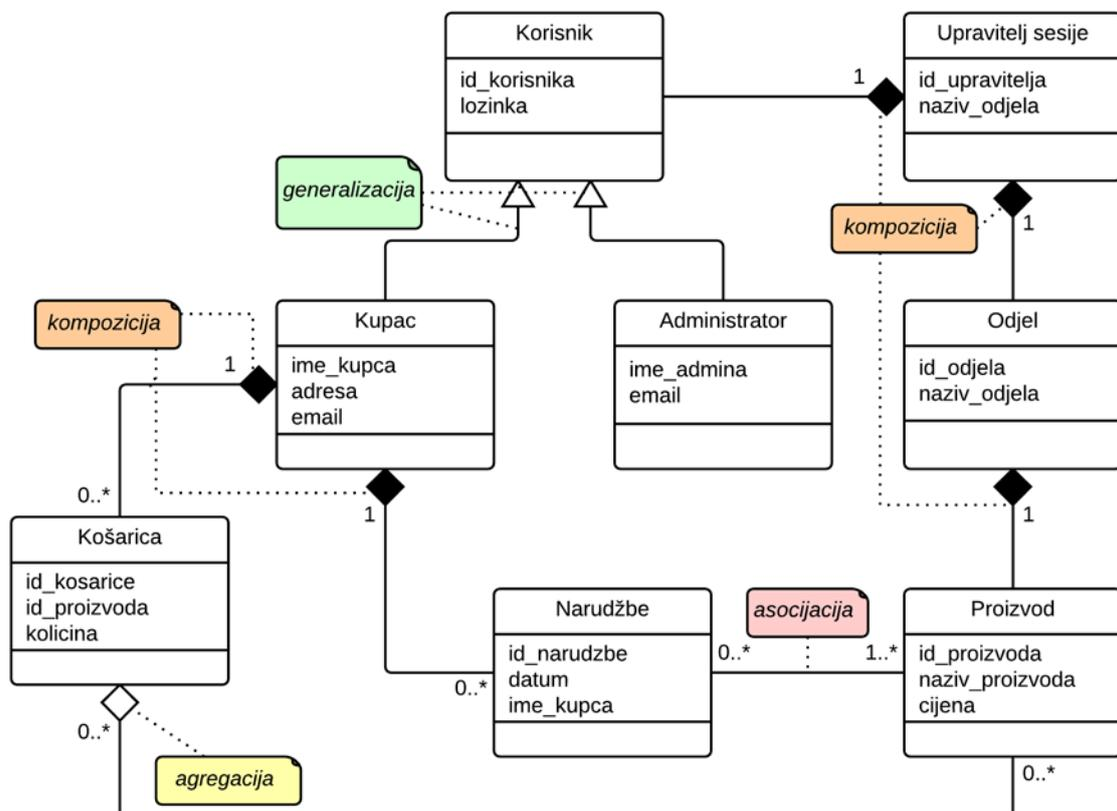 Korisnik
id_korisnika
lozinka
1
Upravitelj sesije
id_upravitelja
naziv_odjela
generalizacija
kompozicija
1
kompozicija
1
Kupac
ime_kupca
adresa
email
Administrator
ime_admina
email
Odjel
id_odjela
naziv_odjela
0..*
1
1
Košarica
id_kosarice
id_proizvoda
kolicina
Narudžbe
id_narudzbe
datum
ime_kupca
0..*
asocijacija
0..*
1..*
Proizvod
id_proizvoda
naziv_proizvoda
cijena
0..*
agregacija
0..*